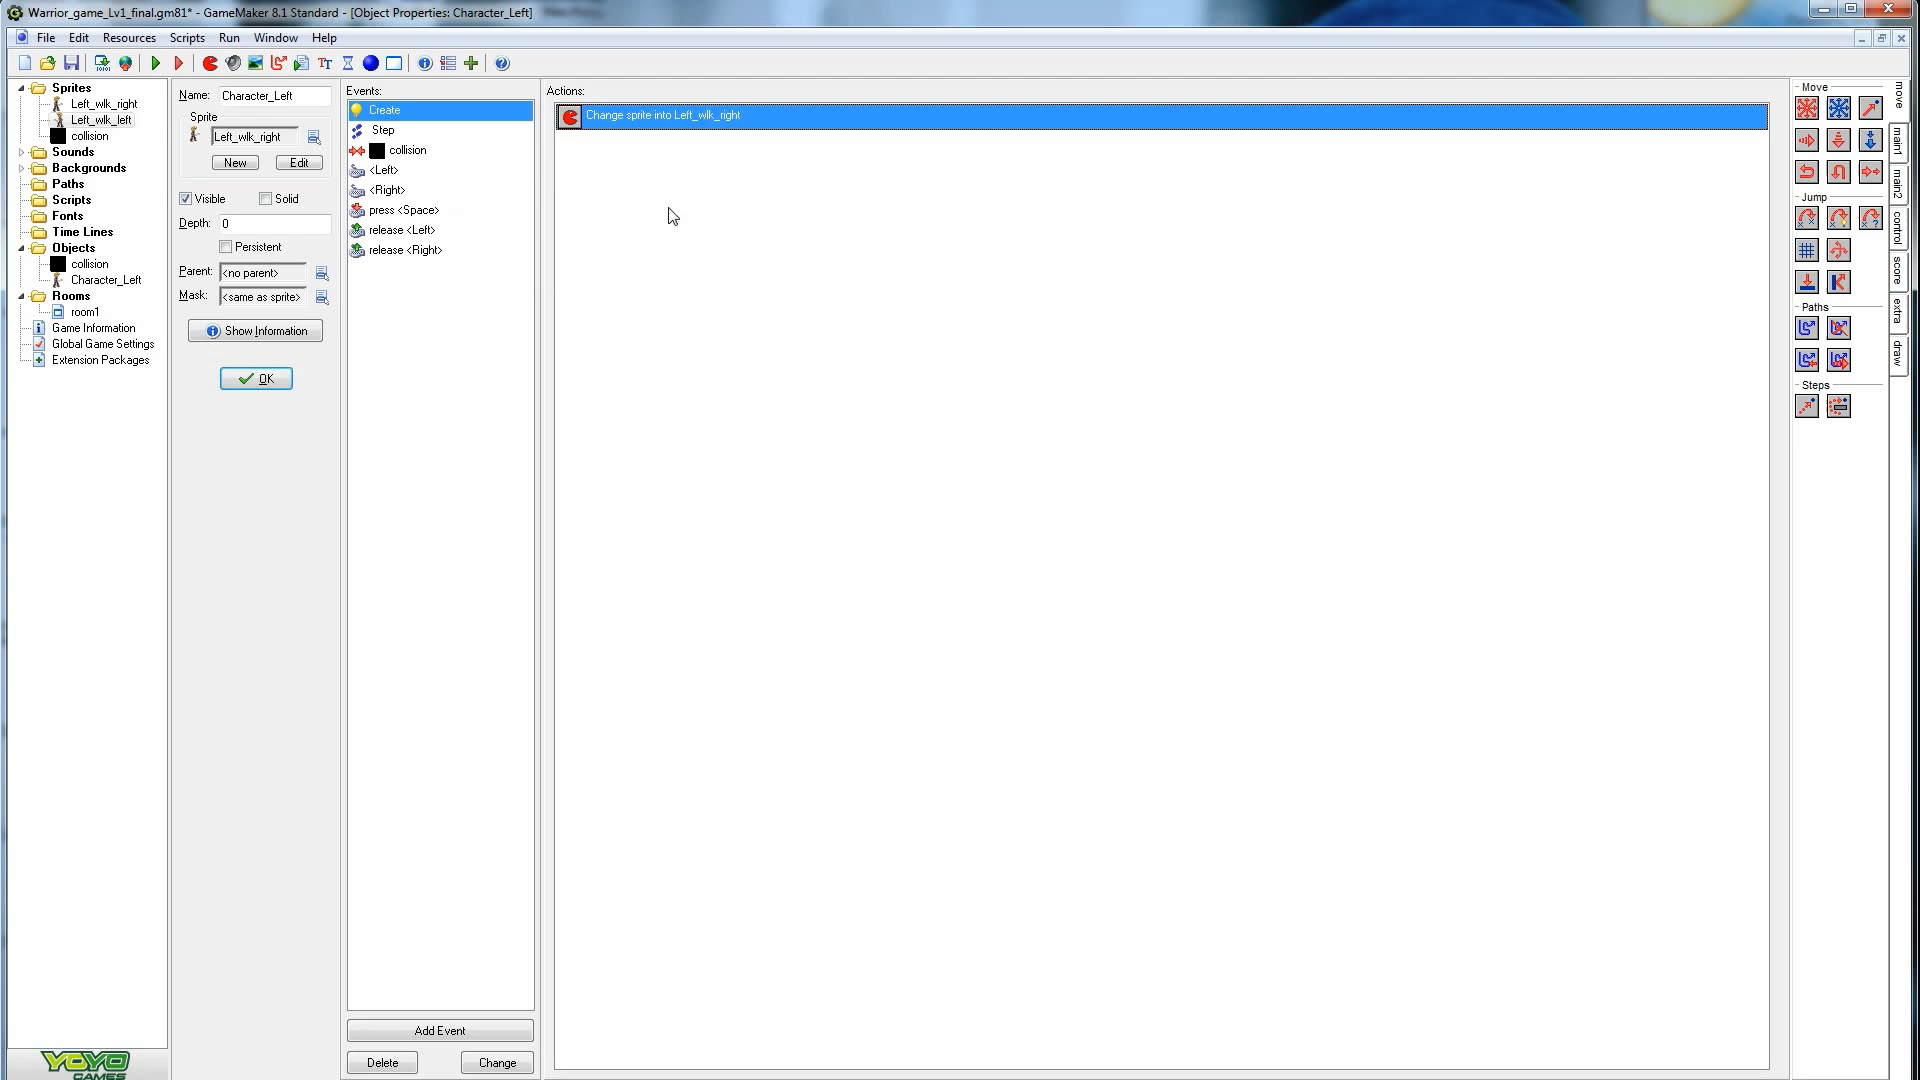 Warrior_game_Lv1_final.gm81* - GameMaker 8.1 Standard - [Object Properties: Character_Left]
File Edit Resources Scripts Run Window Help
Sprites
Left_wlk_right
Left_wlk_left
collision
Sounds
Backgrounds
Paths
Scripts
Fonts
Time Lines
Objects
collision
Character_Left
Rooms
room1
Game Information
Global Game Settings
Extension Packages
YOYO
GAMES
Name: Character_Left
Sprite
Left_wlk_right
New Edit
Visible Solid
Depth: 0
Persistent
Parent: <no parent>
Mask: <same as sprite>
Show Information
OK
Events:
Create
Step
collision
<Left>
<Right>
press <Space>
release <Left>
release <Right>
Add Event
Delete Change
Actions:
Change sprite into Left_wlk_right
Move
Jump
Paths
Steps
move
main1
main2
control
score
extra
draw